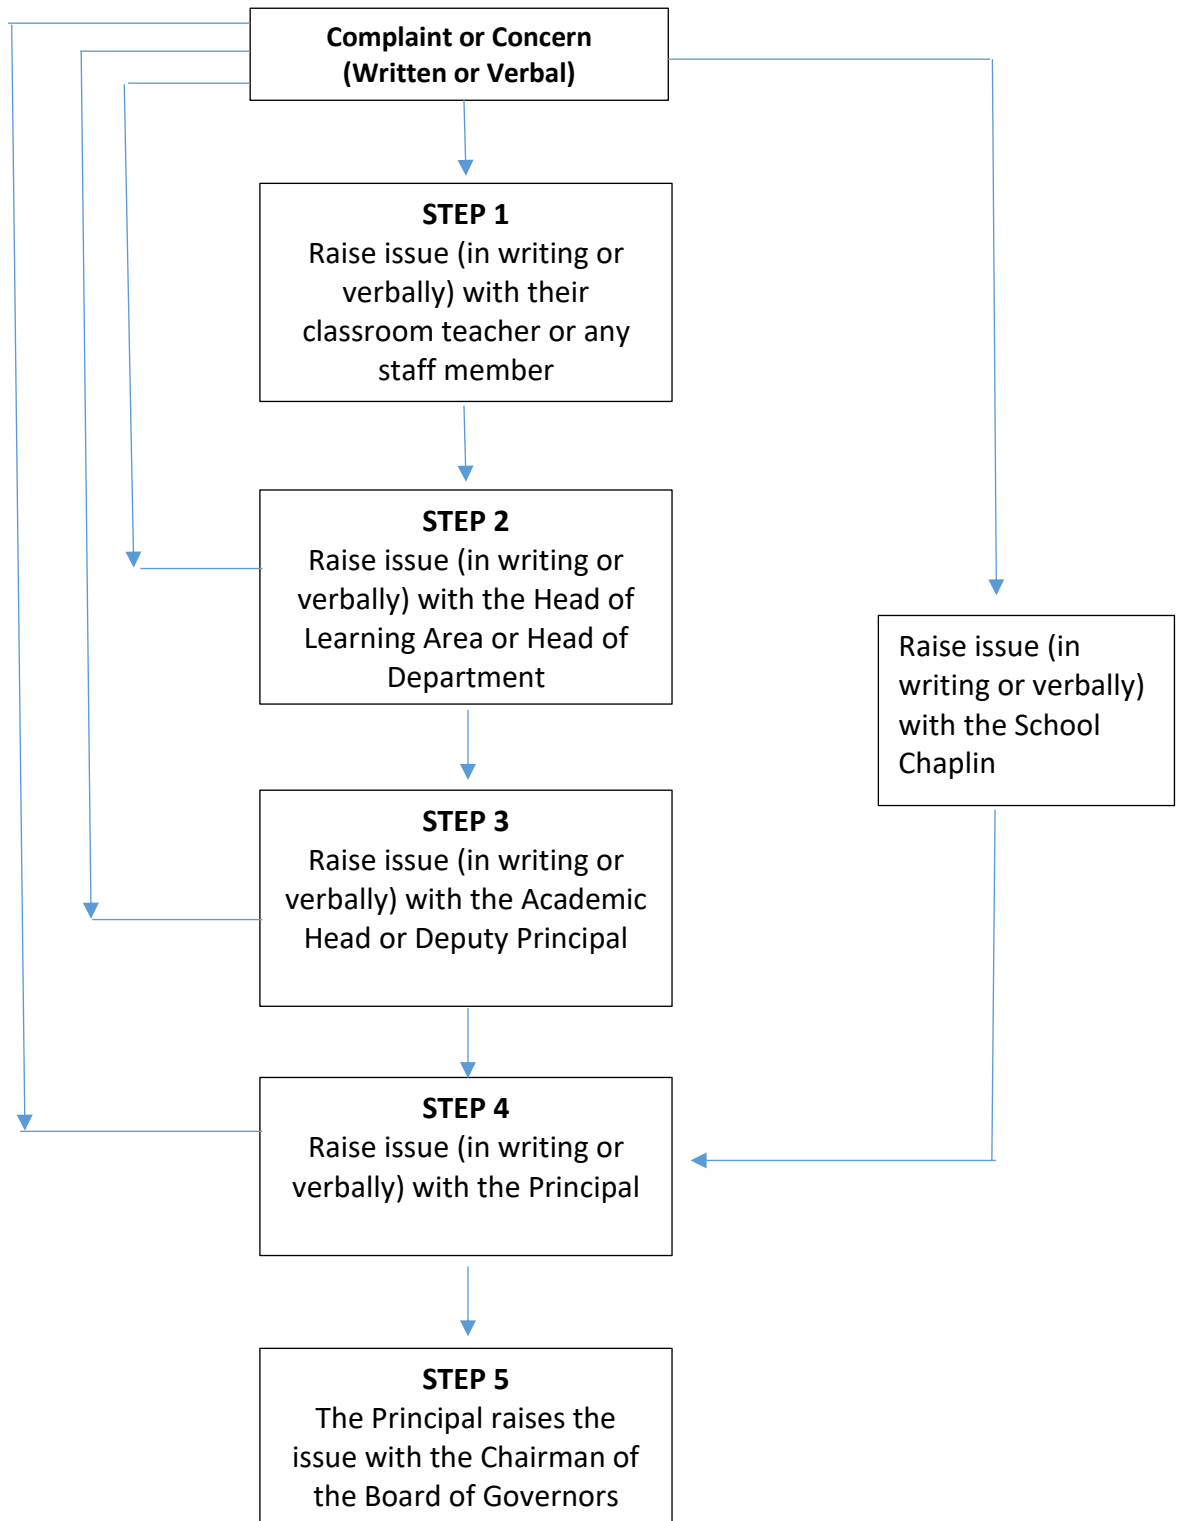 Complaint or Concern
(Written or Verbal)
STEP 1
Raise issue (in writing or
verbally) with their
classroom teacher or any
staff member
STEP 2
Raise issue (in writing or
verbally) with the Head of
Learning Area or Head of
Department
Raise issue (in
writing or verbally)
with the School
Chaplin
STEP 3
Raise issue (in writing or
verbally) with the Academic
Head or Deputy Principal
STEP 4
Raise issue (in writing or
verbally) with the Principal
STEP 5
The Principal raises the
issue with the Chairman of
the Board of Governors